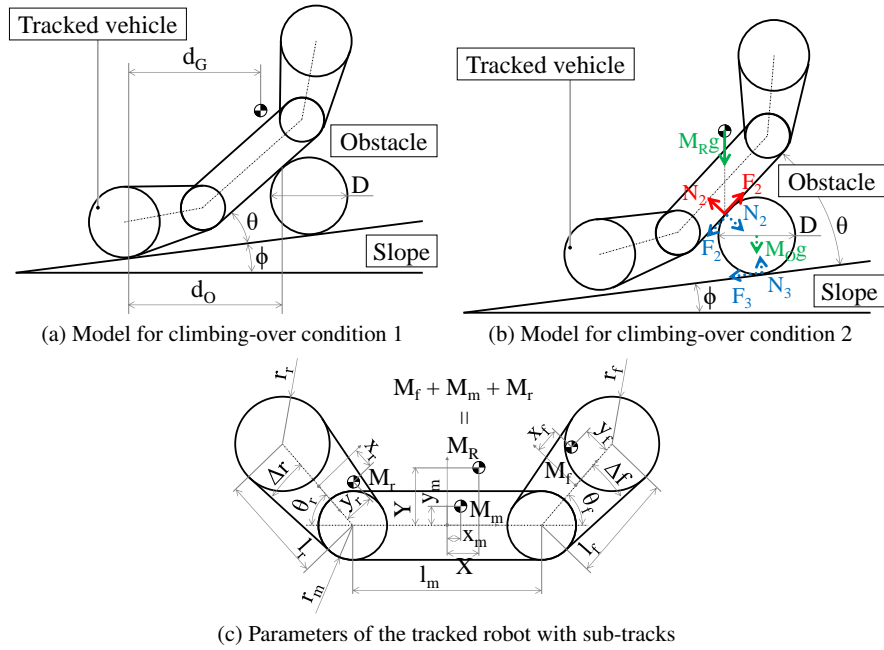 Tracked vehicle
d_G
Obstacle
D
θ
Slope
ϕ
d_O
(a) Model for climbing-over condition 1
Tracked vehicle
M_Rg
N_2
F_2
Obstacle
N_2
D
θ
F_2
M_Og
F_3
N_3
Slope
ϕ
(b) Model for climbing-over condition 2
r_r
M_f + M_m + M_r
=
M_R
r_f
x_r
x_f
y_f
Δr
M_r
M_f
Δf
θ_r
y_r
Y
y_m
M_m
θ_f
l_r
x_m
l_f
X
r_m
l_m
(c) Parameters of the tracked robot with sub-tracks